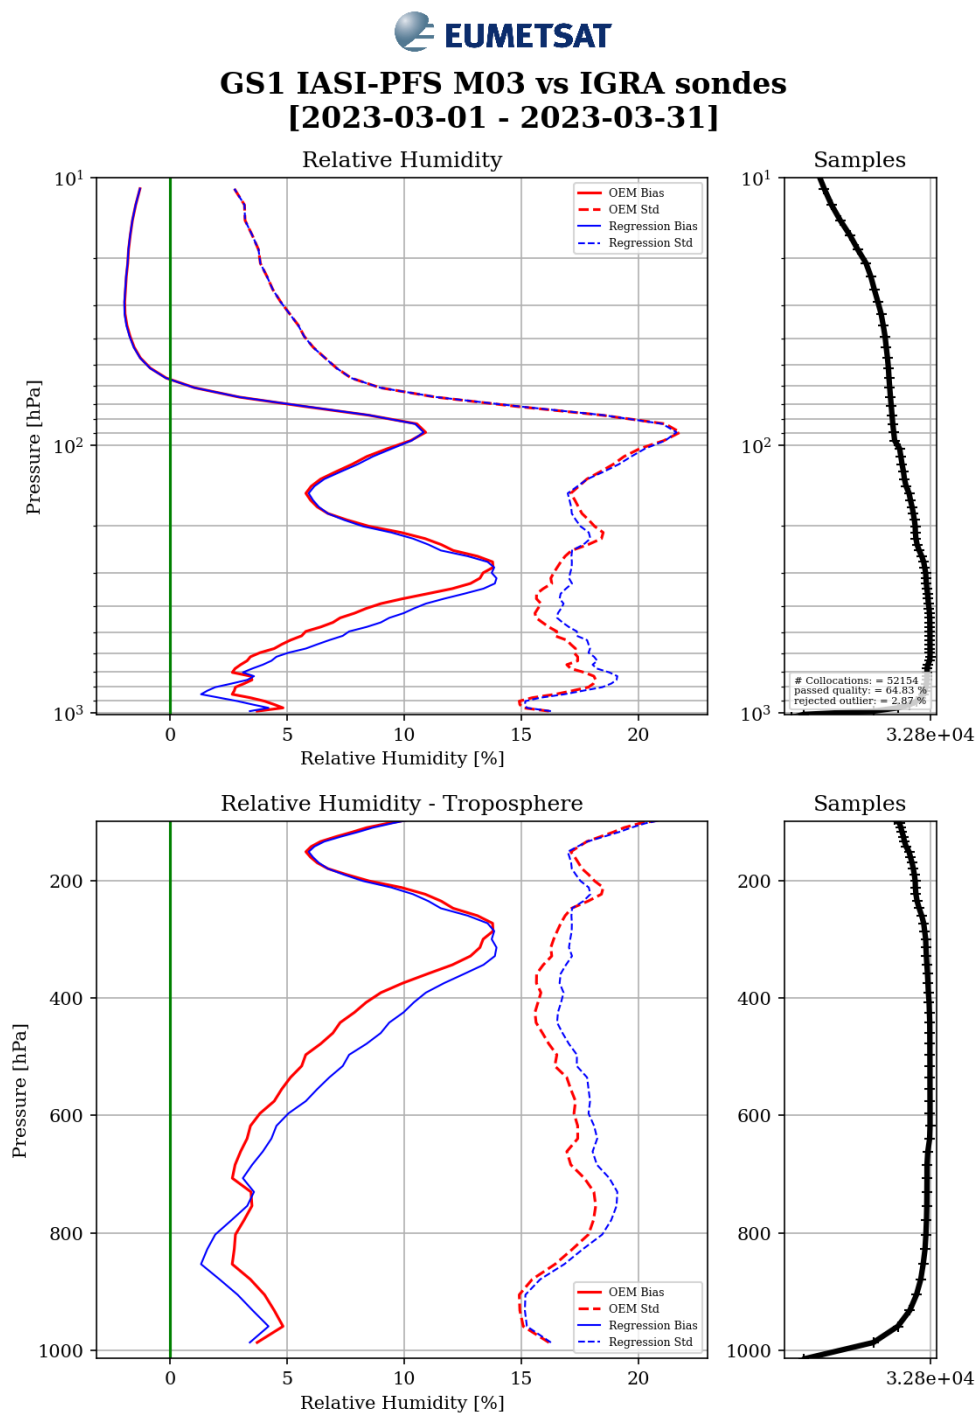 EUMETSAT
GS1 IASI-PFS M03 vs IGRA sondes
[2023-03-01 - 2023-03-31]
Relative Humidity
Samples
10¹
10²
10³
Pressure [hPa]
OEM Bias
OEM Std
Regression Bias
Regression Std
0 5 10 15 20
Relative Humidity [%]
10¹
10²
10³
# Collocations: = 52154
passed quality: = 64.83 %
rejected outlier: = 2.87 %
3.28e+04
Relative Humidity - Troposphere
Samples
200
400
600
800
1000
Pressure [hPa]
OEM Bias
OEM Std
Regression Bias
Regression Std
0 5 10 15 20
Relative Humidity [%]
200
400
600
800
1000
3.28e+04